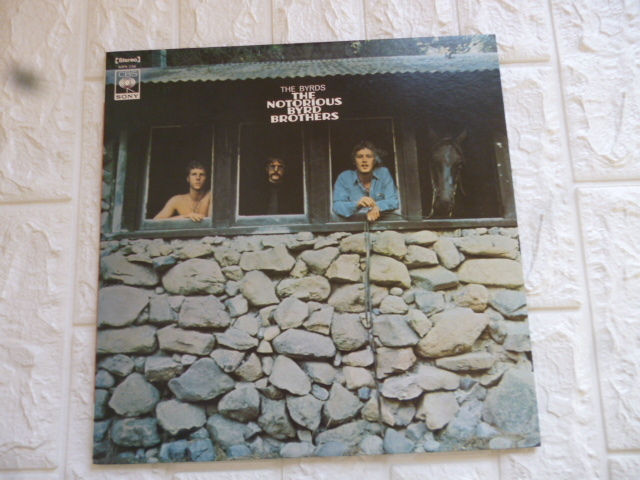 [Stereo]
CBS
SONY
THE BYRDS
THE
NOTORIOUS
BYRD
BROTHERS